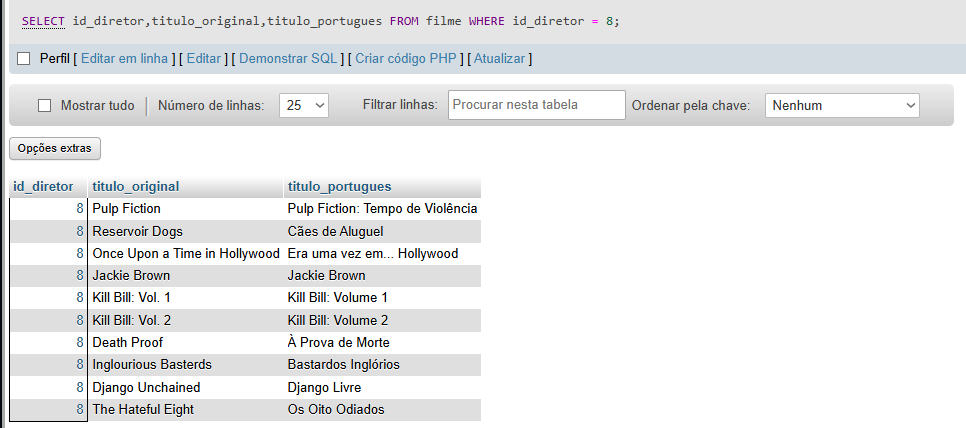 SELECT id_diretor,titulo_original,titulo_portugues FROM filme WHERE id_diretor = 8;
Perfil [ Editar em linha ] [ Editar ] [ Demonstrar SQL ] [ Criar código PHP ] [ Atualizar ]
Mostrar tudo Número de linhas: 25 Filtrar linhas: Procurar nesta tabela Ordenar pela chave: Nenhum
Opções extras
id_diretor titulo_original titulo_portugues
8 Pulp Fiction Pulp Fiction: Tempo de Violência
8 Reservoir Dogs Cães de Aluguel
8 Once Upon a Time in Hollywood Era uma vez em... Hollywood
8 Jackie Brown Jackie Brown
8 Kill Bill: Vol. 1 Kill Bill: Volume 1
8 Kill Bill: Vol. 2 Kill Bill: Volume 2
8 Death Proof À Prova de Morte
8 Inglourious Basterds Bastardos Inglórios
8 Django Unchained Django Livre
8 The Hateful Eight Os Oito Odiados